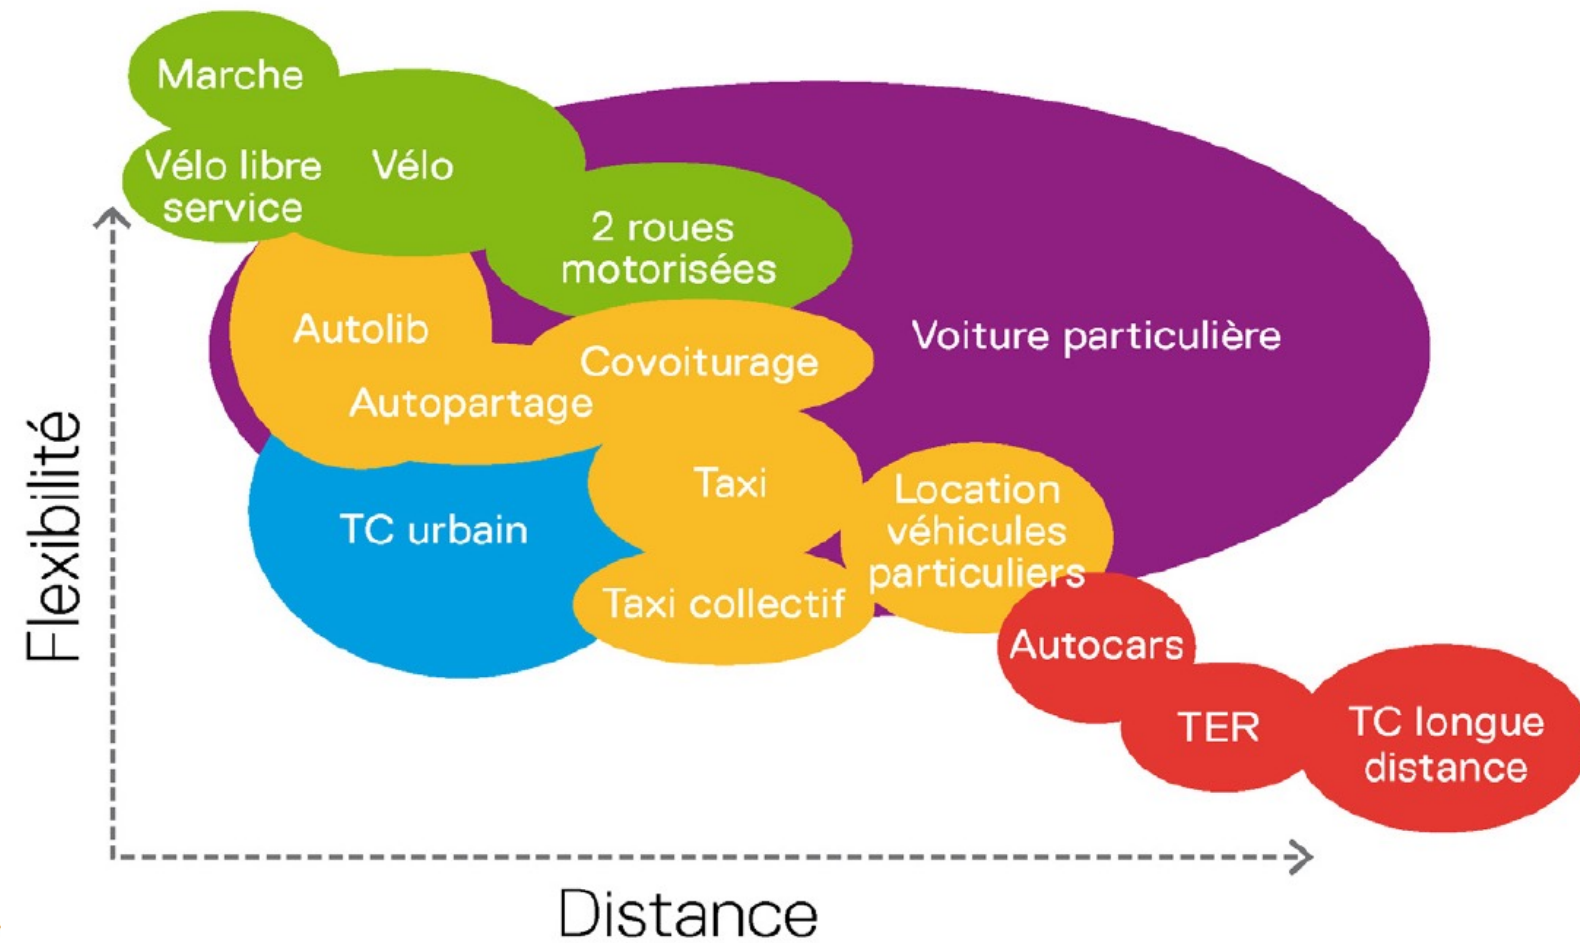 Marche
Vélo libre
service
Vélo
2 roues
motorisées
Autolib
Covoiturage
Voiture particulière
Autopartage
Taxi
Location
véhicules
particuliers
TC urbain
Taxi collectif
Autocars
TER
TC longue
distance
Flexibilité
Distance